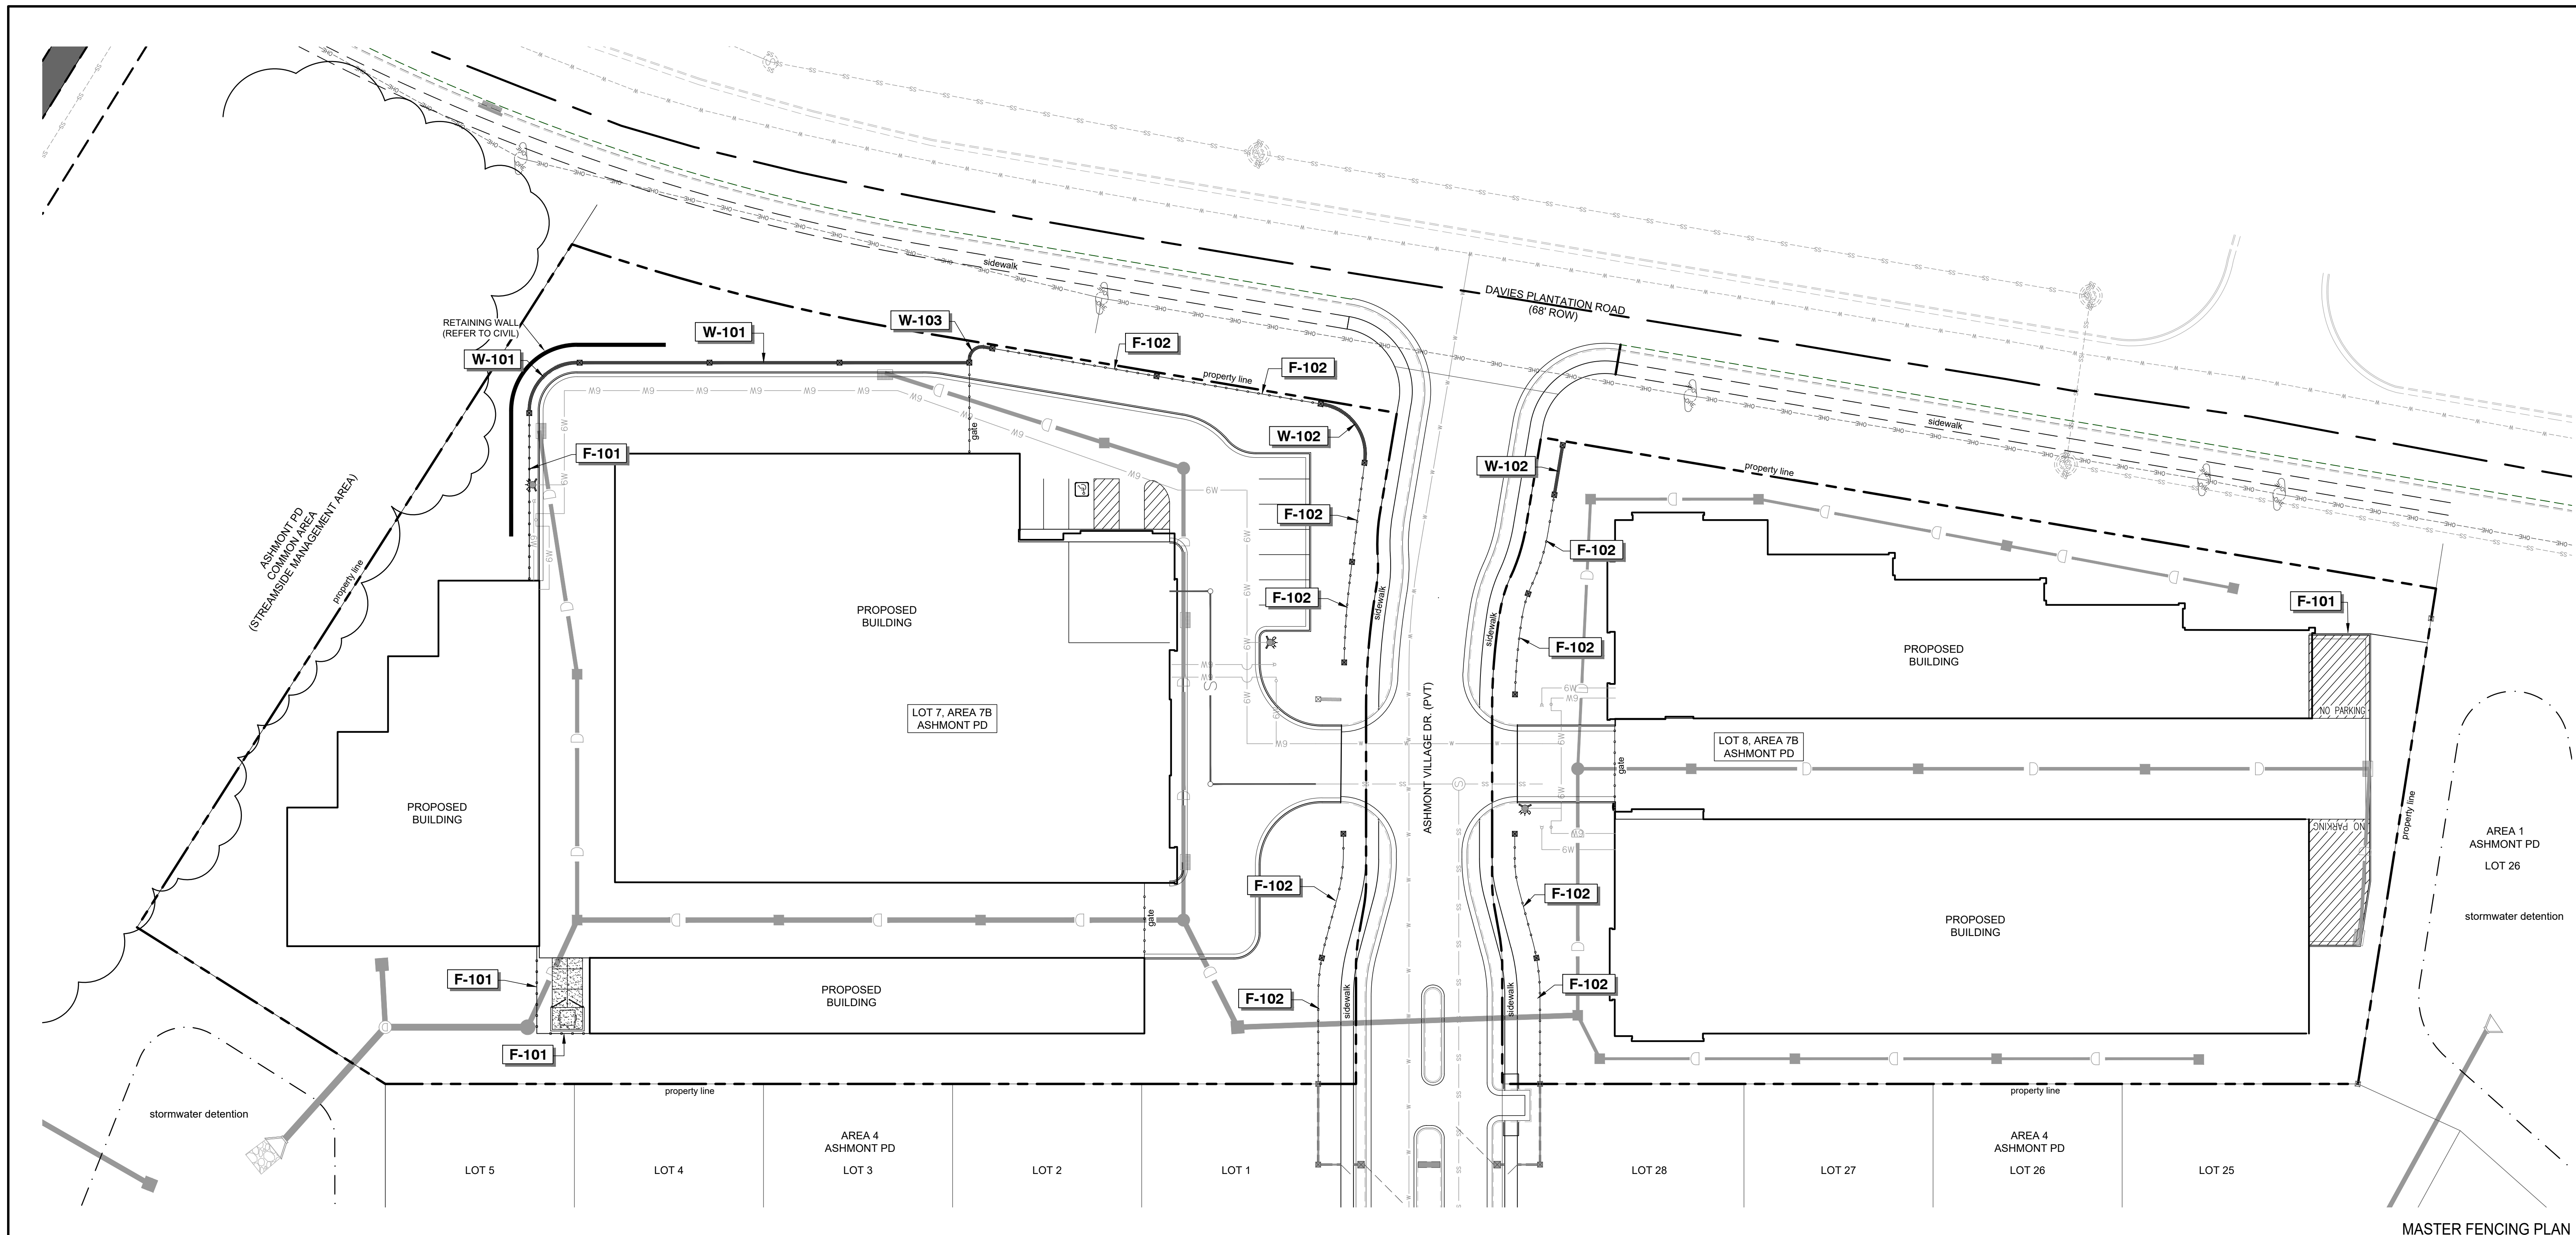 DAVIES PLANTATION ROAD
(68' ROW)
sidewalk
RETAINING WALL
(REFER TO CIVIL)
W-101
W-101
W-103
F-102
F-102
property line
W-102
W-102
F-101
gate
F-102
F-102
F-102
F-102
sidewalk
property line
sidewalk
sidewalk
ASHMONT PD
COMMON AREA
(STREAMSIDE MANAGEMENT AREA)
property line
PROPOSED
BUILDING
LOT 7, AREA 7B
ASHMONT PD
PROPOSED
BUILDING
PROPOSED
BUILDING
F-101
F-101
gate
F-102
F-102
sidewalk
ASHMONT VILLAGE DR. (PVT)
sidewalk
F-102
F-102
gate
PROPOSED
BUILDING
LOT 8, AREA 7B
ASHMONT PD
PROPOSED
BUILDING
F-101
NO PARKING
NO PARKING
property line
AREA 1
ASHMONT PD
LOT 26
stormwater detention
stormwater detention
property line
property line
AREA 4
ASHMONT PD
LOT 5
LOT 4
LOT 3
LOT 2
LOT 1
AREA 4
ASHMONT PD
LOT 28
LOT 27
LOT 26
LOT 25
MASTER FENCING PLAN